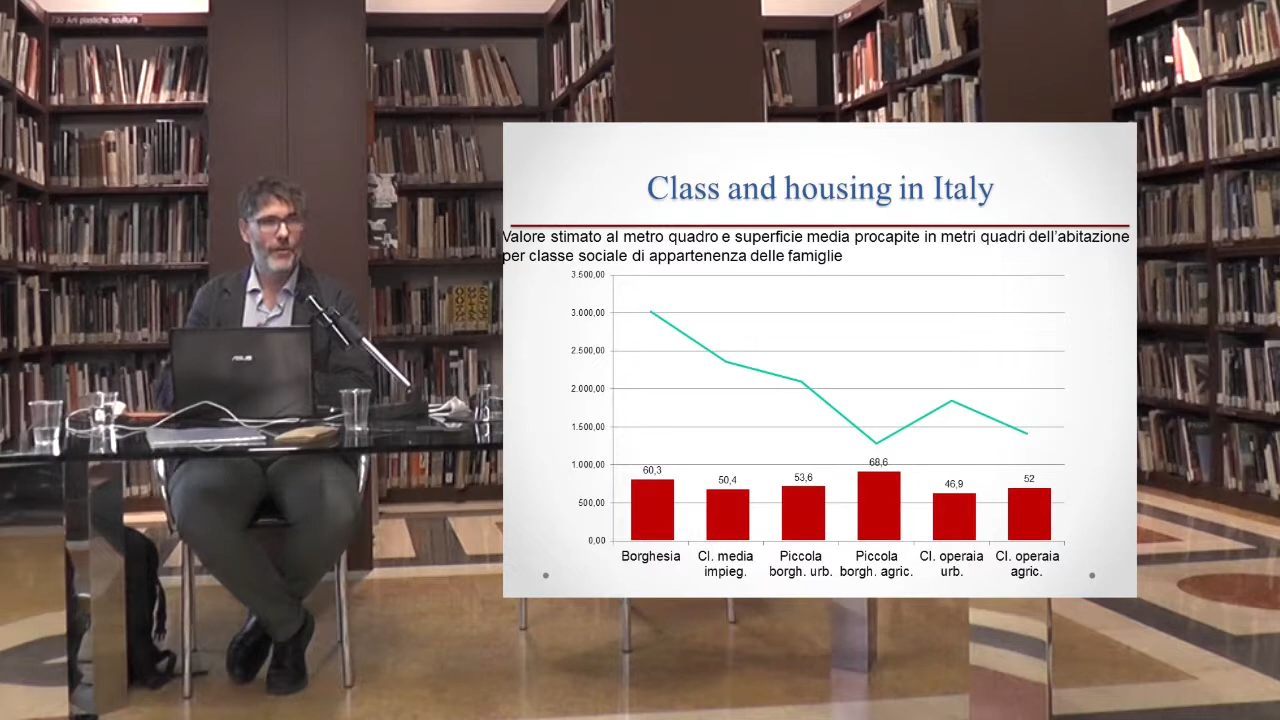 730 Arti plastiche scultura
ASUS
Class and housing in Italy
Valore stimato al metro quadro e superficie media procapite in metri quadri dell'abitazione
per classe sociale di appartenenza delle famiglie
3.500,00
3.000,00
2.500,00
2.000,00
1.500,00
1.000,00
500,00
0,00
60,3
50,4
53,6
68,6
46,9
52
Borghesia
Cl. media
impieg.
Piccola
borgh. urb.
Piccola
borgh. agric.
Cl. operaia
urb.
Cl. operaia
agric.